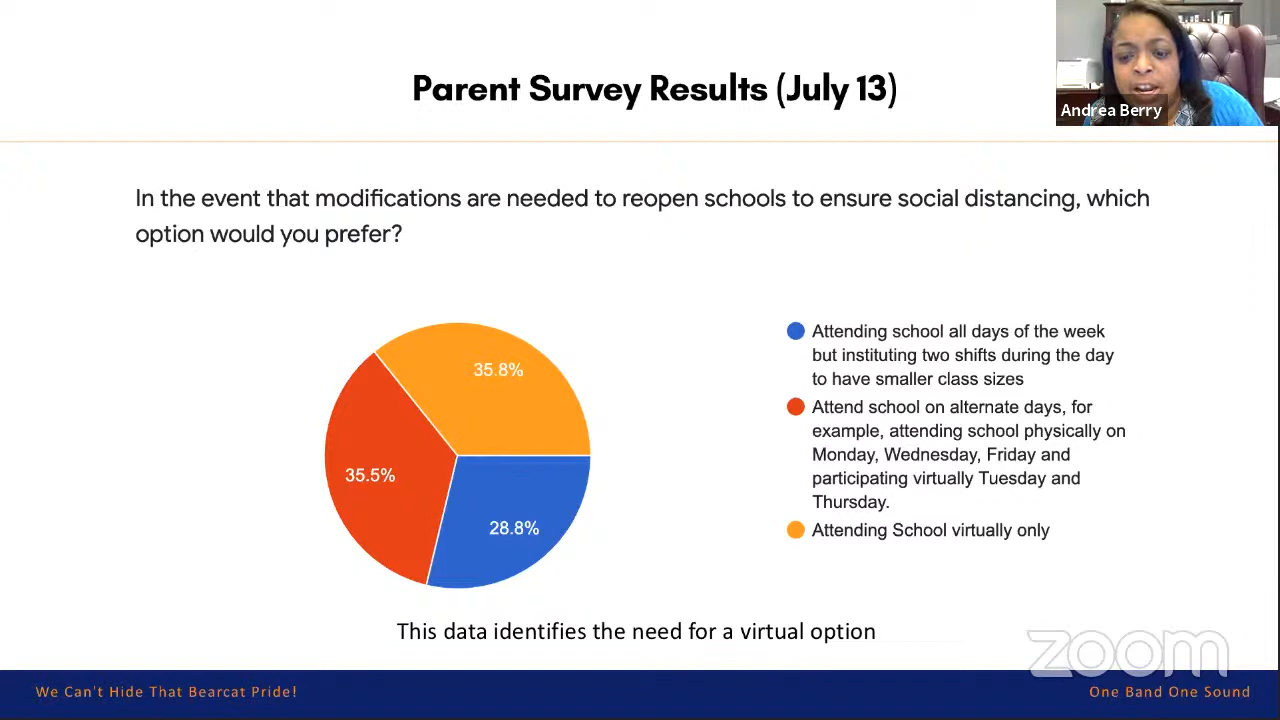 Parent Survey Results (July 13)
Andrea Berry
In the event that modifications are needed to reopen schools to ensure social distancing, which
option would you prefer?
35.8%
35.5%
28.8%
Attending school all days of the week
but instituting two shifts during the day
to have smaller class sizes
Attend school on alternate days, for
example, attending school physically on
Monday, Wednesday, Friday and
participating virtually Tuesday and
Thursday.
Attending School virtually only
This data identifies the need for a virtual option
zoom
We Can't Hide That Bearcat Pride!
One Band One Sound